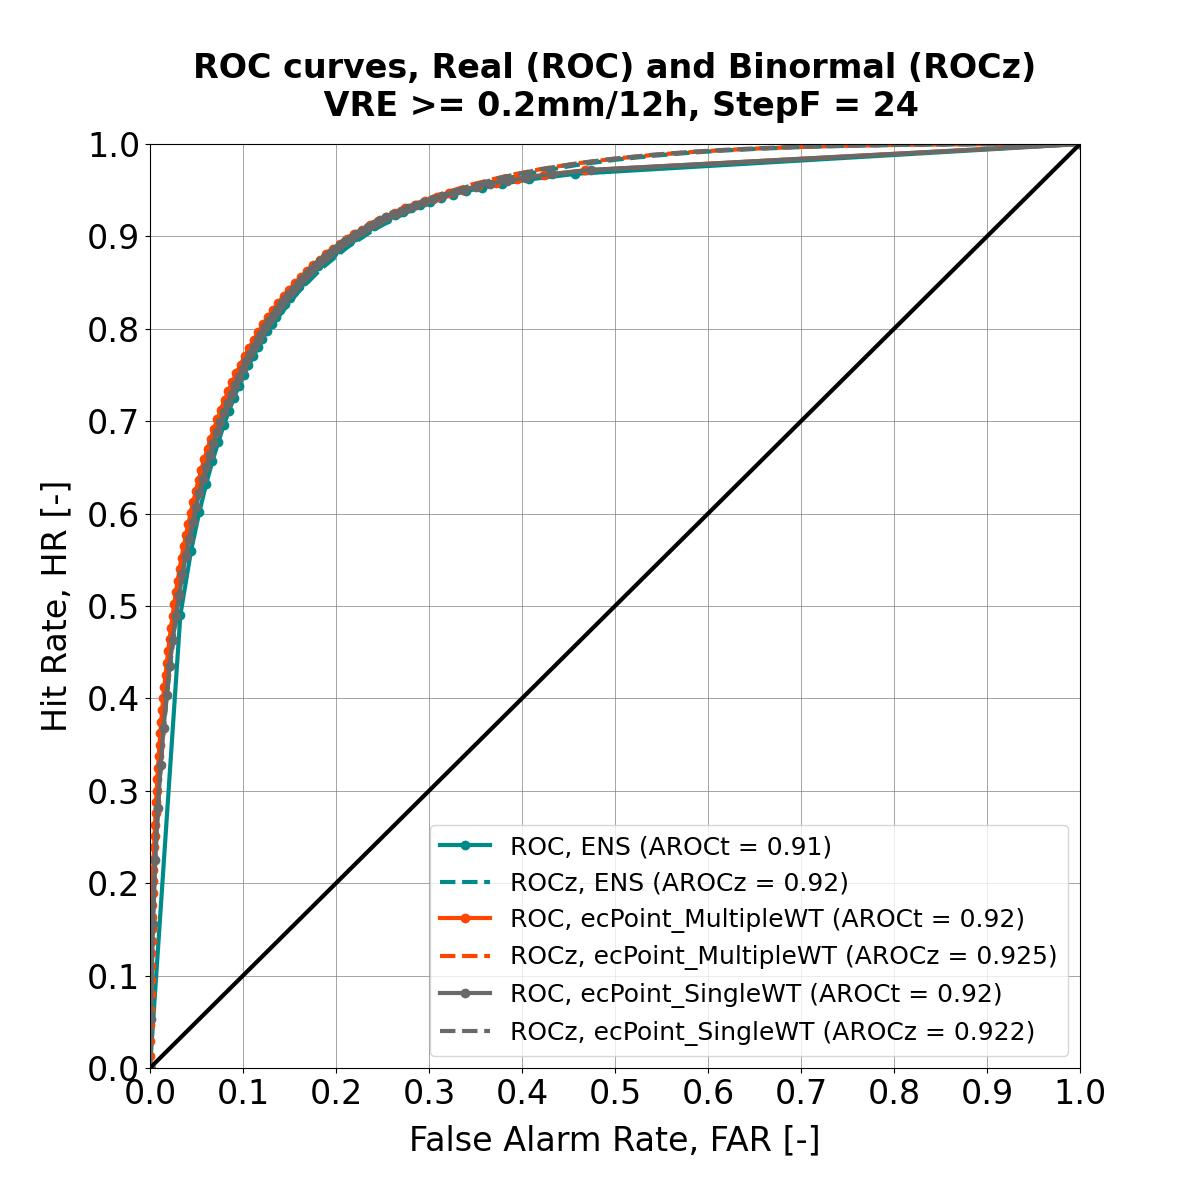 ROC curves, Real (ROC) and Binormal (ROCz)
VRE >= 0.2mm/12h, StepF = 24
1.0
0.9
0.8
0.7
0.6
0.5
0.4
0.3
0.2
0.1
0.0
Hit Rate, HR [-]
ROC, ENS (AROCt = 0.91)
ROCz, ENS (AROCz = 0.92)
ROC, ecPoint_MultipleWT (AROCt = 0.92)
ROCz, ecPoint_MultipleWT (AROCz = 0.925)
ROC, ecPoint_SingleWT (AROCt = 0.92)
ROCz, ecPoint_SingleWT (AROCz = 0.922)
0.0 0.1 0.2 0.3 0.4 0.5 0.6 0.7 0.8 0.9 1.0
False Alarm Rate, FAR [-]